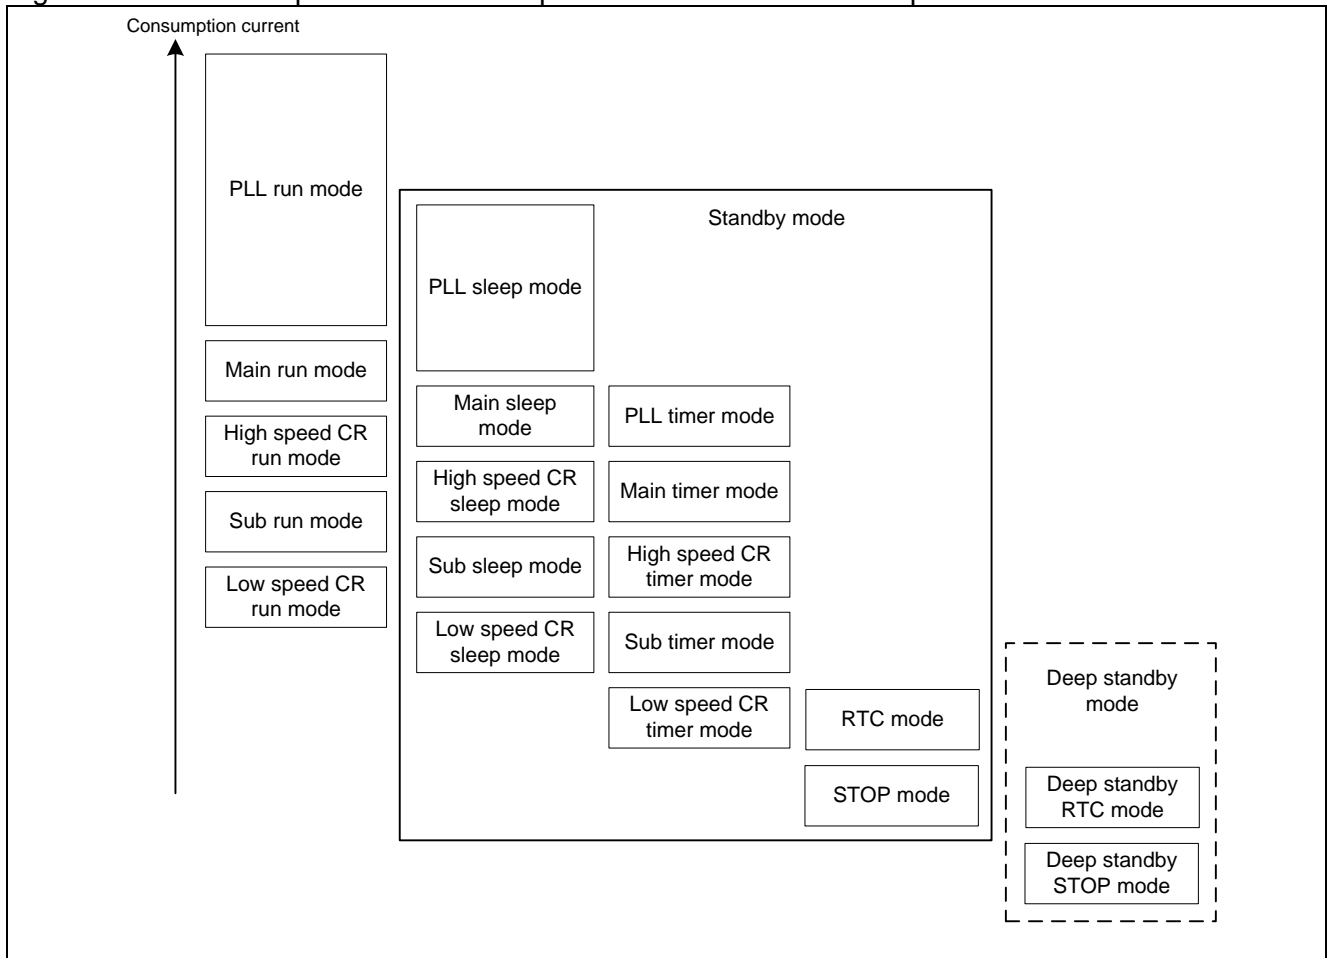 Consumption current
PLL run mode
Main run mode
High speed CR
run mode
Sub run mode
Low speed CR
run mode
Standby mode
PLL sleep mode
Main sleep
mode
High speed CR
sleep mode
Sub sleep mode
Low speed CR
sleep mode
PLL timer mode
Main timer mode
High speed CR
timer mode
Sub timer mode
Low speed CR
timer mode
RTC mode
STOP mode
Deep standby
mode
Deep standby
RTC mode
Deep standby
STOP mode